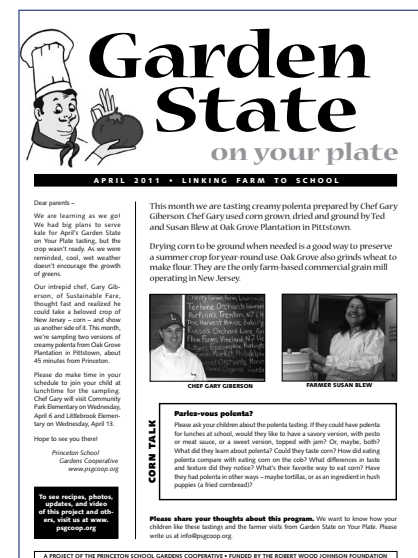 Garden
State
on your plate
APRIL 2011 • LINKING FARM TO SCHOOL
Dear parents –
We are learning as we go!
We had big plans to serve
kale for April's Garden State
on Your Plate tasting, but the
crop wasn't ready. As we were
reminded, cool, wet weather
doesn't encourage the growth
of greens.
Our intrepid chef, Gary Gib-
erson, of Sustainable Fare,
thought fast and realized he
could take a beloved crop of
New Jersey – corn – and show
us another side of it. This month,
we're sampling two versions of
creamy polenta from Oak Grove
Plantation in Pittstown, about
45 minutes from Princeton.
Please do make time in your
schedule to join your child at
lunchtime for the sampling.
Chef Gary will visit Community
Park Elementary on Wednesday,
April 6 and Littlebrook Elemen-
tary on Wednesday, April 13.
Hope to see you there!
Princeton School
Gardens Cooperative
www.psgcoop.org
To see recipes, photos,
updates, and video
of this project and oth-
ers, visit us at www.
psgcoop.org
This month we are tasting creamy polenta prepared by Chef Gary
Giberson. Chef Gary used corn grown, dried and ground by Ted
and Susan Blew at Oak Grove Plantation in Pittstown.
Drying corn to be ground when needed is a good way to preserve
a summer crop for year-round use. Oak Grove also grinds wheat to
make flour. They are the only farm-based commercial grain mill
operating in New Jersey.
Cherry Grove Farm,
Terhune Orchards
CHEF GARY GIBERSON
FARMER SUSAN BLEW
CORN TALK
Parlez-vous polenta?
Please ask your children about the polenta tasting. If they could have polenta
for lunches at school, would they like to have a savory version, with pesto
or meat sauce, or a sweet version, topped with jam? Or, maybe, both?
What did they learn about polenta? Could they taste corn? How did eating
polenta compare with eating corn on the cob? What differences in taste
and texture did they notice? What's their favorite way to eat corn? Have
they had polenta in other ways – maybe tortillas, or as an ingredient in hush
puppies (a fried cornbread)?
Please share your thoughts about this program. We want to know how your
children like these tastings and the farmer visits from Garden State on Your Plate. Please
write us at info@psgcoop.org.
A PROJECT OF THE PRINCETON SCHOOL GARDENS COOPERATIVE • FUNDED BY THE ROBERT WOOD JOHNSON FOUNDATION